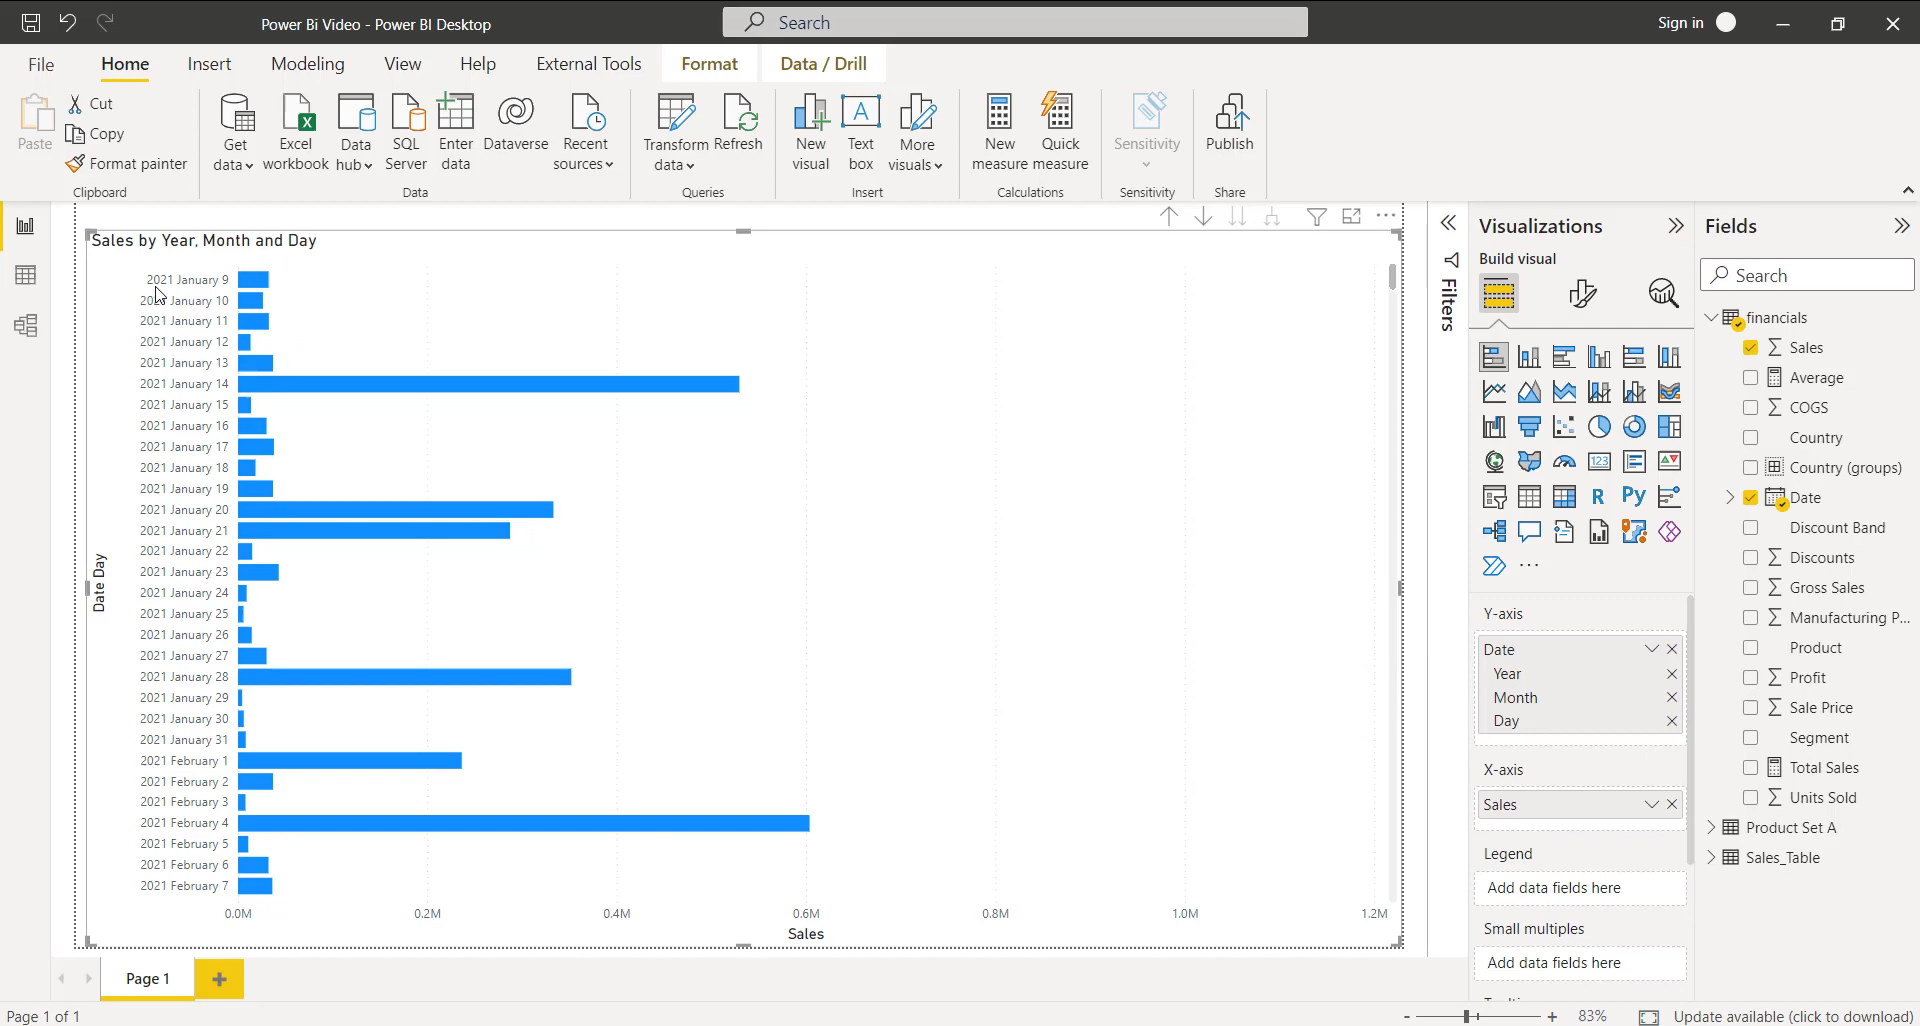 Power Bi Video - Power BI Desktop
Search
Sign in
File
Home
Insert
Modeling
View
Help
External Tools
Format
Data / Drill
Paste
Cut
Copy
Format painter
Clipboard
Get data
Excel workbook
Data hub
SQL Server
Enter data
Dataverse
Recent sources
Data
Transform data
Refresh
Queries
New visual
Text box
More visuals
Insert
New measure
Quick measure
Calculations
Sensitivity
Sensitivity
Publish
Share
Sales by Year, Month and Day
Date Day
2021 January 9
January 10
2021 January 11
2021 January 12
2021 January 13
2021 January 14
2021 January 15
2021 January 16
2021 January 17
2021 January 18
2021 January 19
2021 January 20
2021 January 21
2021 January 22
2021 January 23
2021 January 24
2021 January 25
2021 January 26
2021 January 27
2021 January 28
2021 January 29
2021 January 30
2021 January 31
2021 February 1
2021 February 2
2021 February 3
2021 February 4
2021 February 5
2021 February 6
2021 February 7
0.0M 0.2M 0.4M 0.6M 0.8M 1.0M 1.2M
Sales
Filters
Visualizations
Build visual
123
R
Py
Y-axis
Date
Year
Month
Day
X-axis
Sales
Legend
Add data fields here
Small multiples
Add data fields here
Fields
Search
financials
Sales
Average
COGS
Country
Country (groups)
Date
Discount Band
Discounts
Gross Sales
Manufacturing P...
Product
Profit
Sale Price
Segment
Total Sales
Units Sold
Product Set A
Sales_Table
Page 1
Page 1 of 1
- + 83%
Update available (click to download)